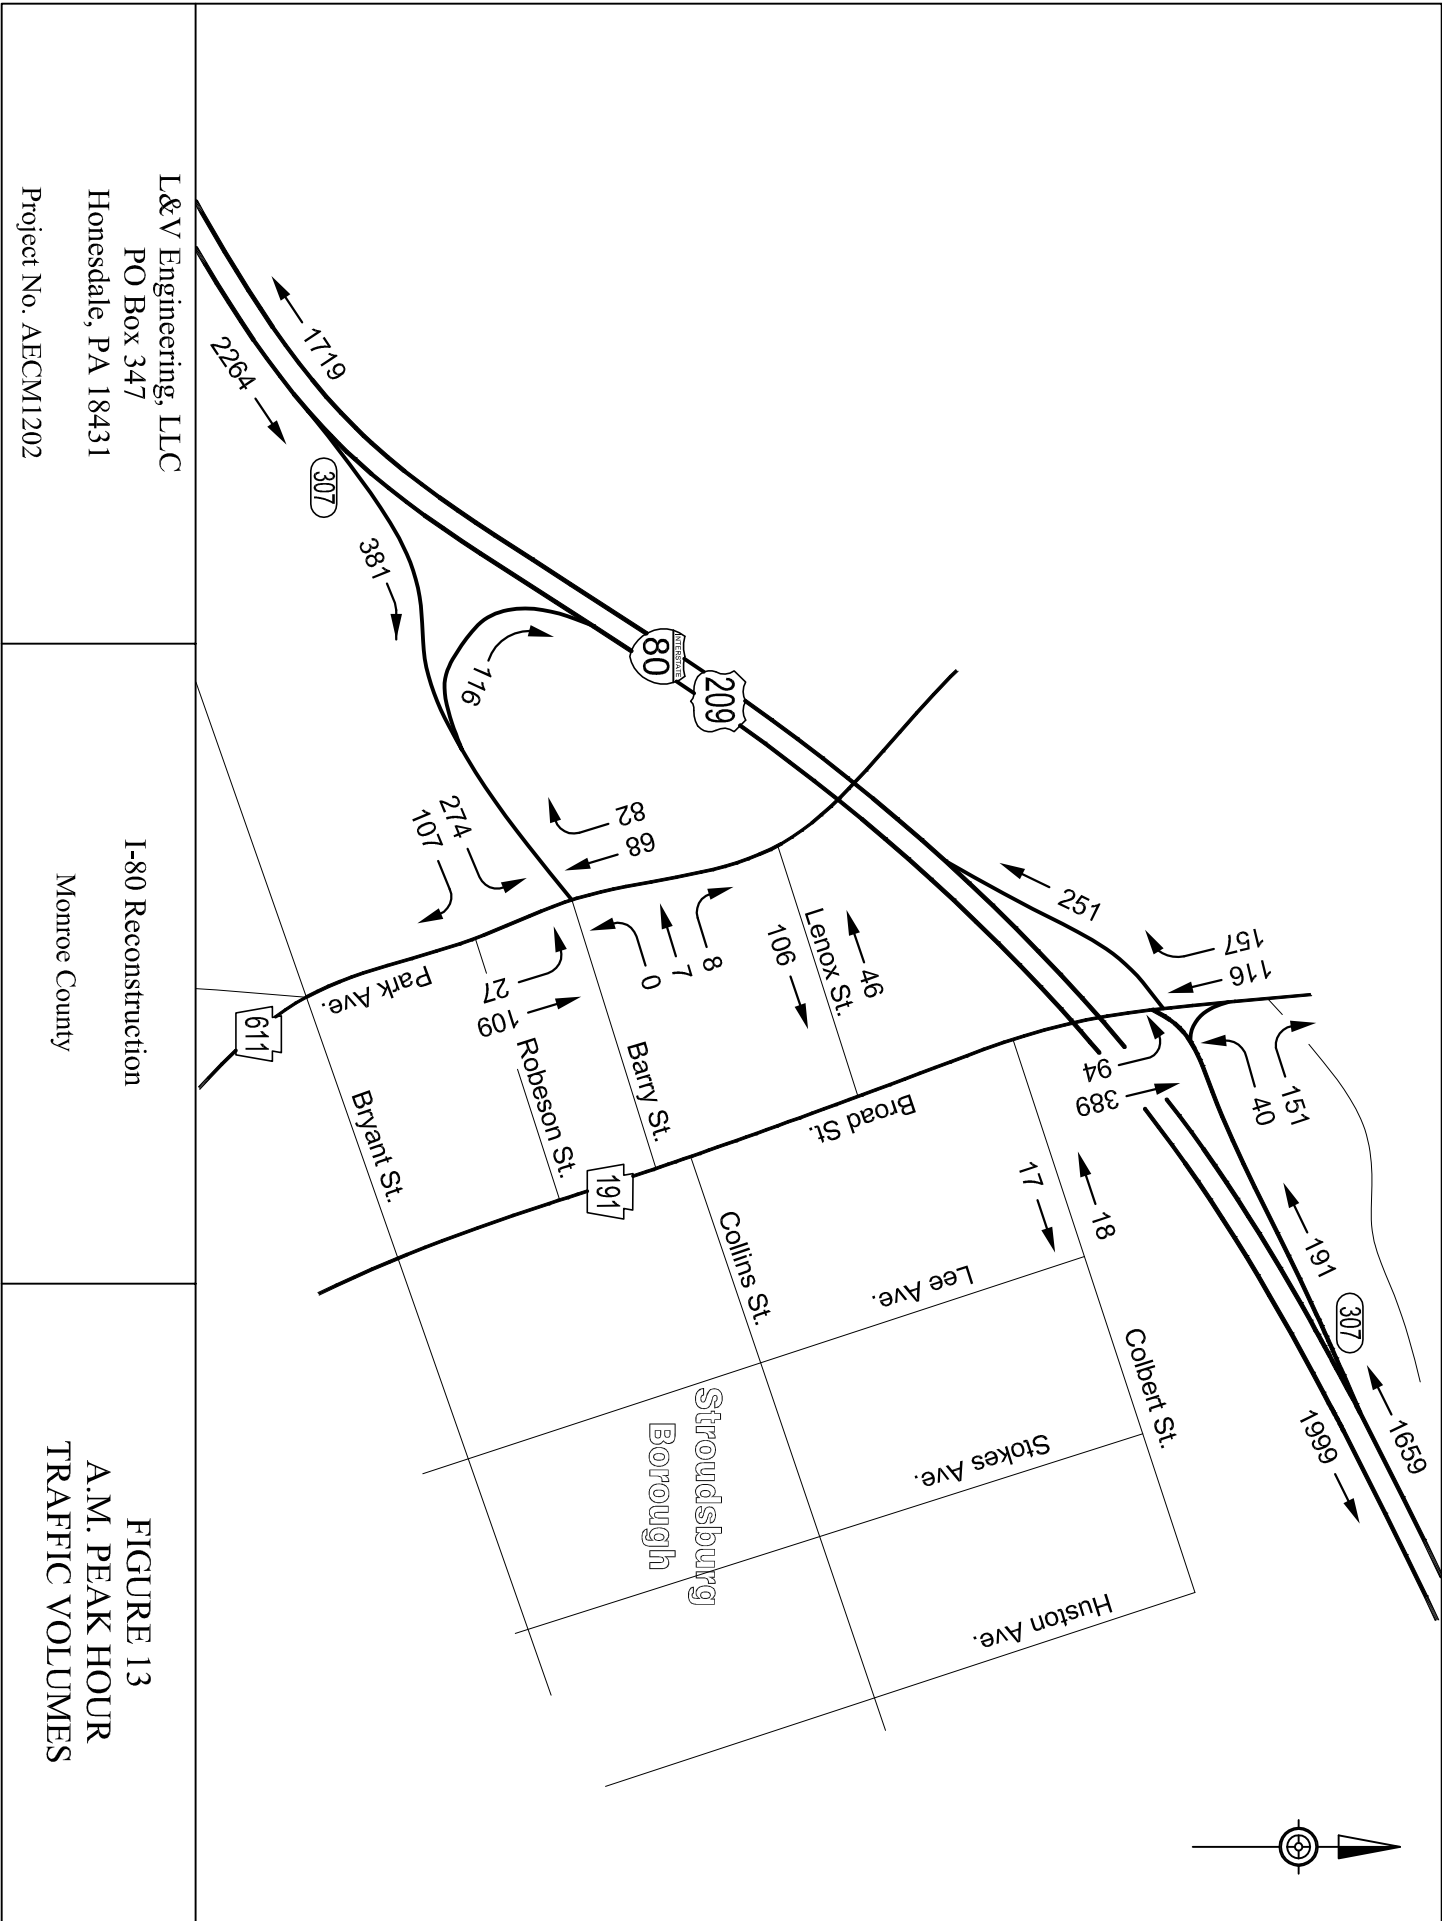 1719
2264
307
381
116
INTERSTATE
80
209
82
68
274
107
0
7
8
27
109
Park Ave.
611
Bryant St.
Robeson St.
Barry St.
Lenox St.
106
46
251
157
116
94
389
151
40
Broad St.
191
17
18
191
307
1659
1999
Collins St.
Lee Ave.
Colbert St.
Stokes Ave.
Huston Ave.
Stroudsburg
Borough
L&V Engineering, LLC
PO Box 347
Honesdale, PA 18431
Project No. AECM1202
I-80 Reconstruction
Monroe County
FIGURE 13
A.M. PEAK HOUR
TRAFFIC VOLUMES